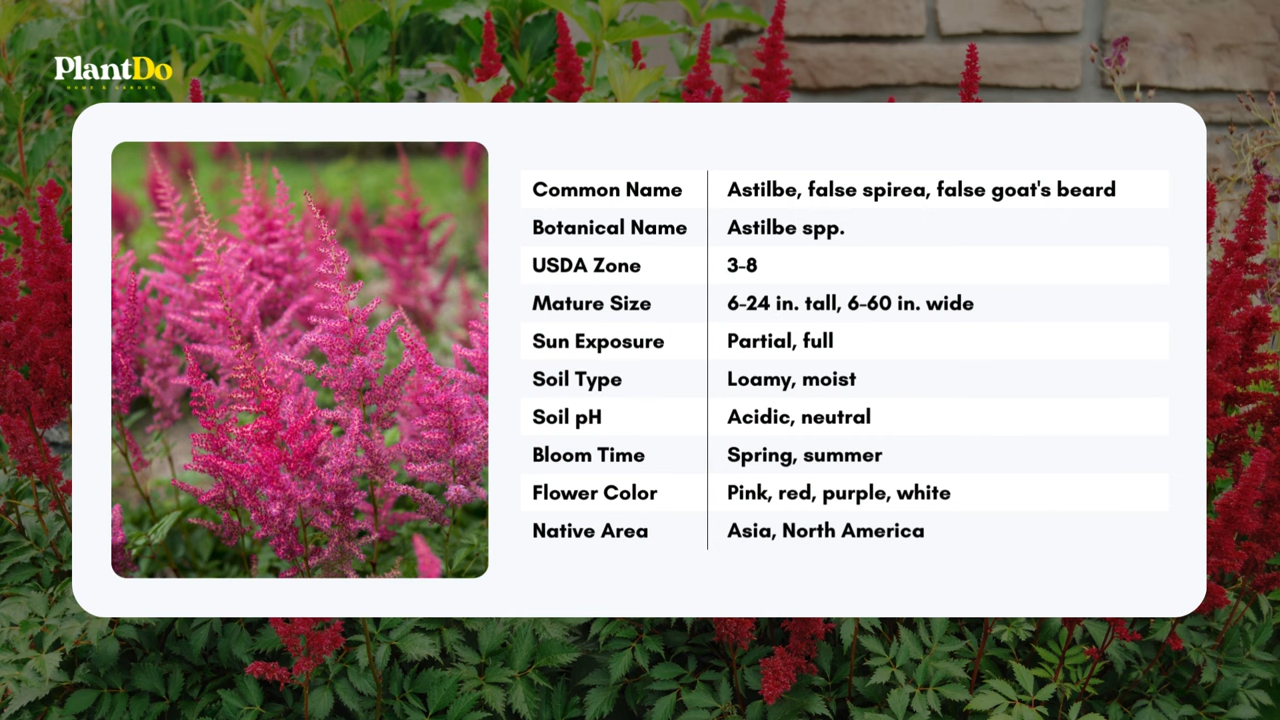 PlantDo
HOME & GARDEN
Common Name Astilbe, false spirea, false goat's beard
Botanical Name Astilbe spp.
USDA Zone 3-8
Mature Size 6-24 in. tall, 6-60 in. wide
Sun Exposure Partial, full
Soil Type Loamy, moist
Soil pH Acidic, neutral
Bloom Time Spring, summer
Flower Color Pink, red, purple, white
Native Area Asia, North America